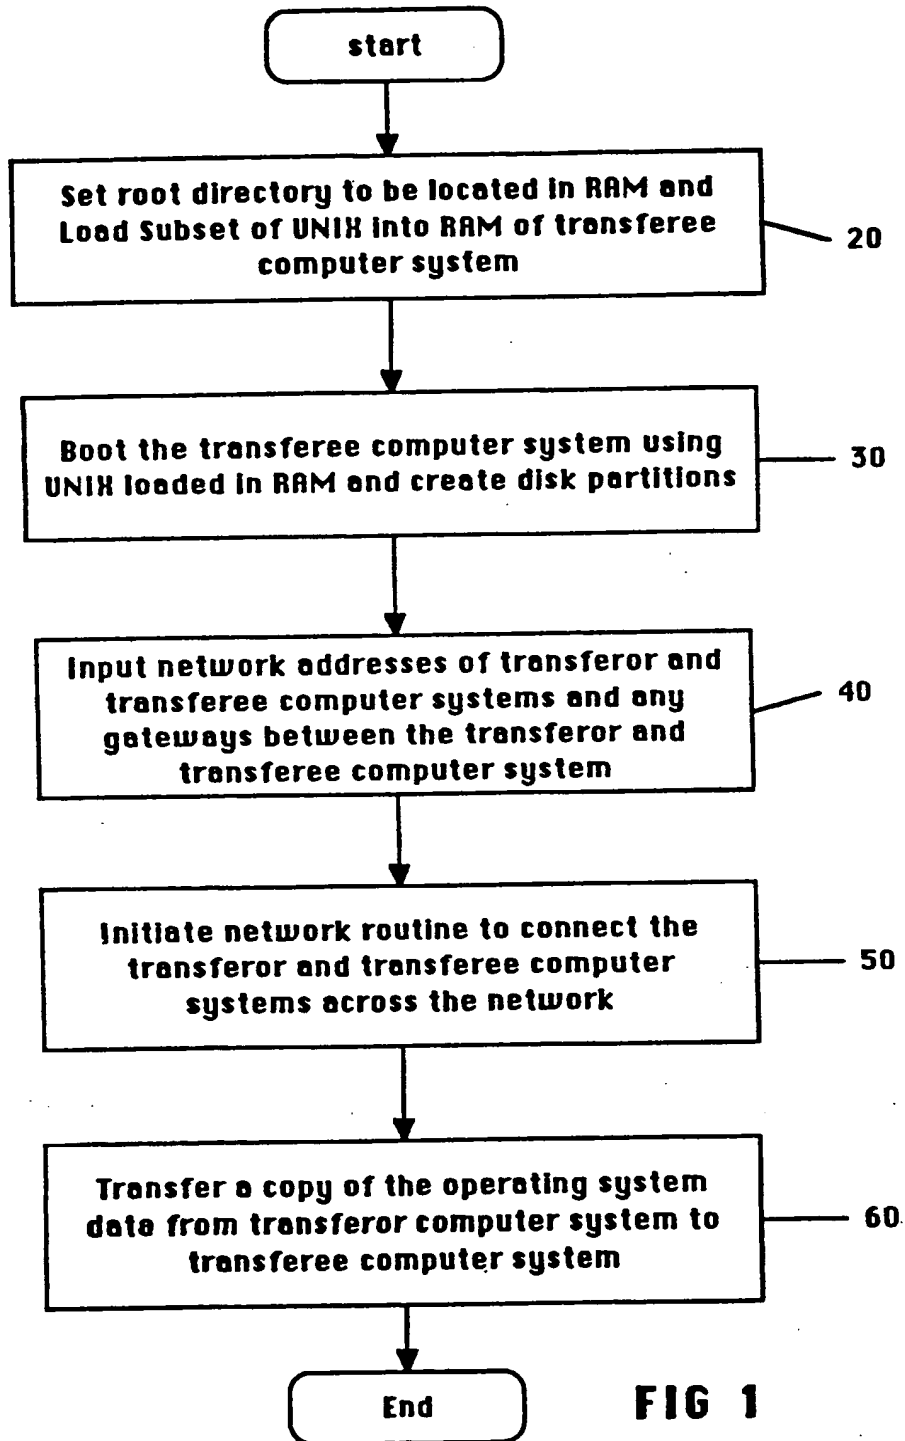 start
Set root directory to be located in RAM and
Load Subset of UNIX into RAM of transferee
computer system
20
Boot the transferee computer system using
UNIX loaded in RAM and create disk partitions
30
Input network addresses of transferor and
transferee computer systems and any
gateways between the transferor and
transferee computer system
40
Initiate network routine to connect the
transferor and transferee computer
systems across the network
50
Transfer a copy of the operating system
data from transferor computer system to
transferee computer system
60
End
FIG 1